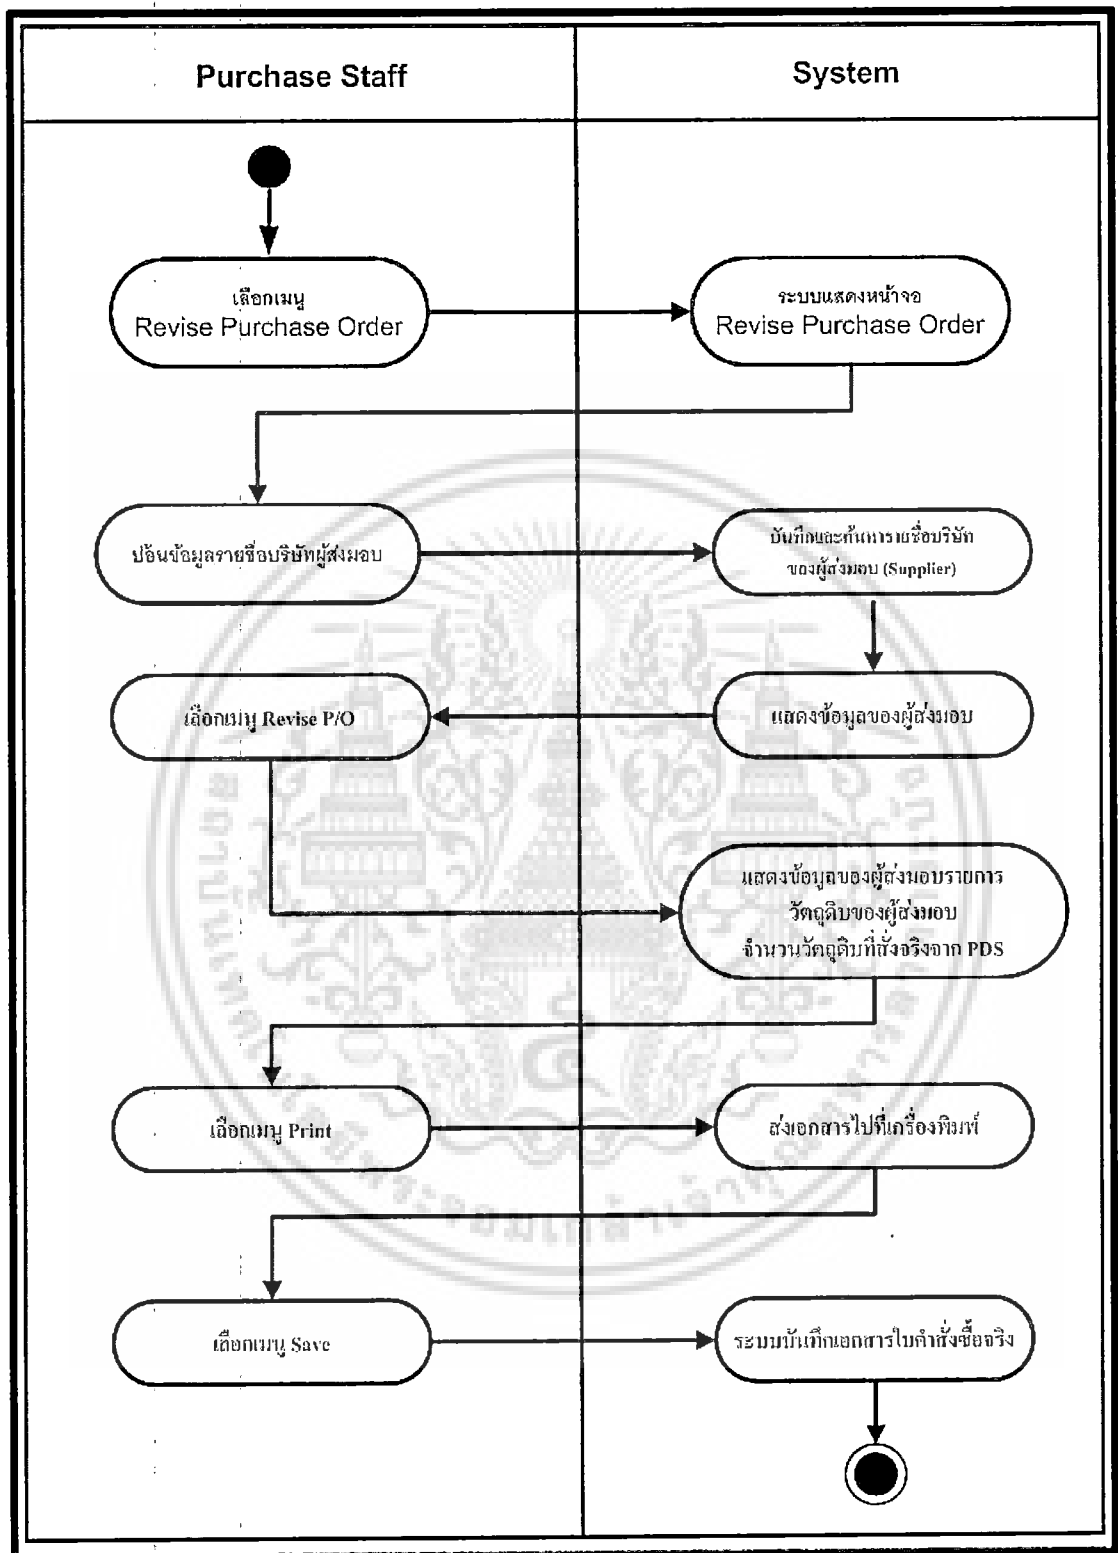 Purchase Staff
System
เลือกเมนู
Revise Purchase Order
ระบบแสดงหน้าจอ
Revise Purchase Order
ป้อนข้อมูลรายชื่อบริษัทผู้ส่งมอบ
บันทึกและค้นหารายชื่อบริษัท
ของผู้ส่งมอบ (Supplier)
เลือกเมนู Revise P/O
แสดงข้อมูลของผู้ส่งมอบ
แสดงข้อมูลของผู้ส่งมอบรายการ
วัตถุดิบของผู้ส่งมอบ
จำนวนวัตถุดิบที่สั่งจริงจาก PDS
เลือกเมนู Print
ส่งเอกสารไปที่เครื่องพิมพ์
เลือกเมนู Save
ระบบบันทึกเอกสารใบคำสั่งซื้อจริง